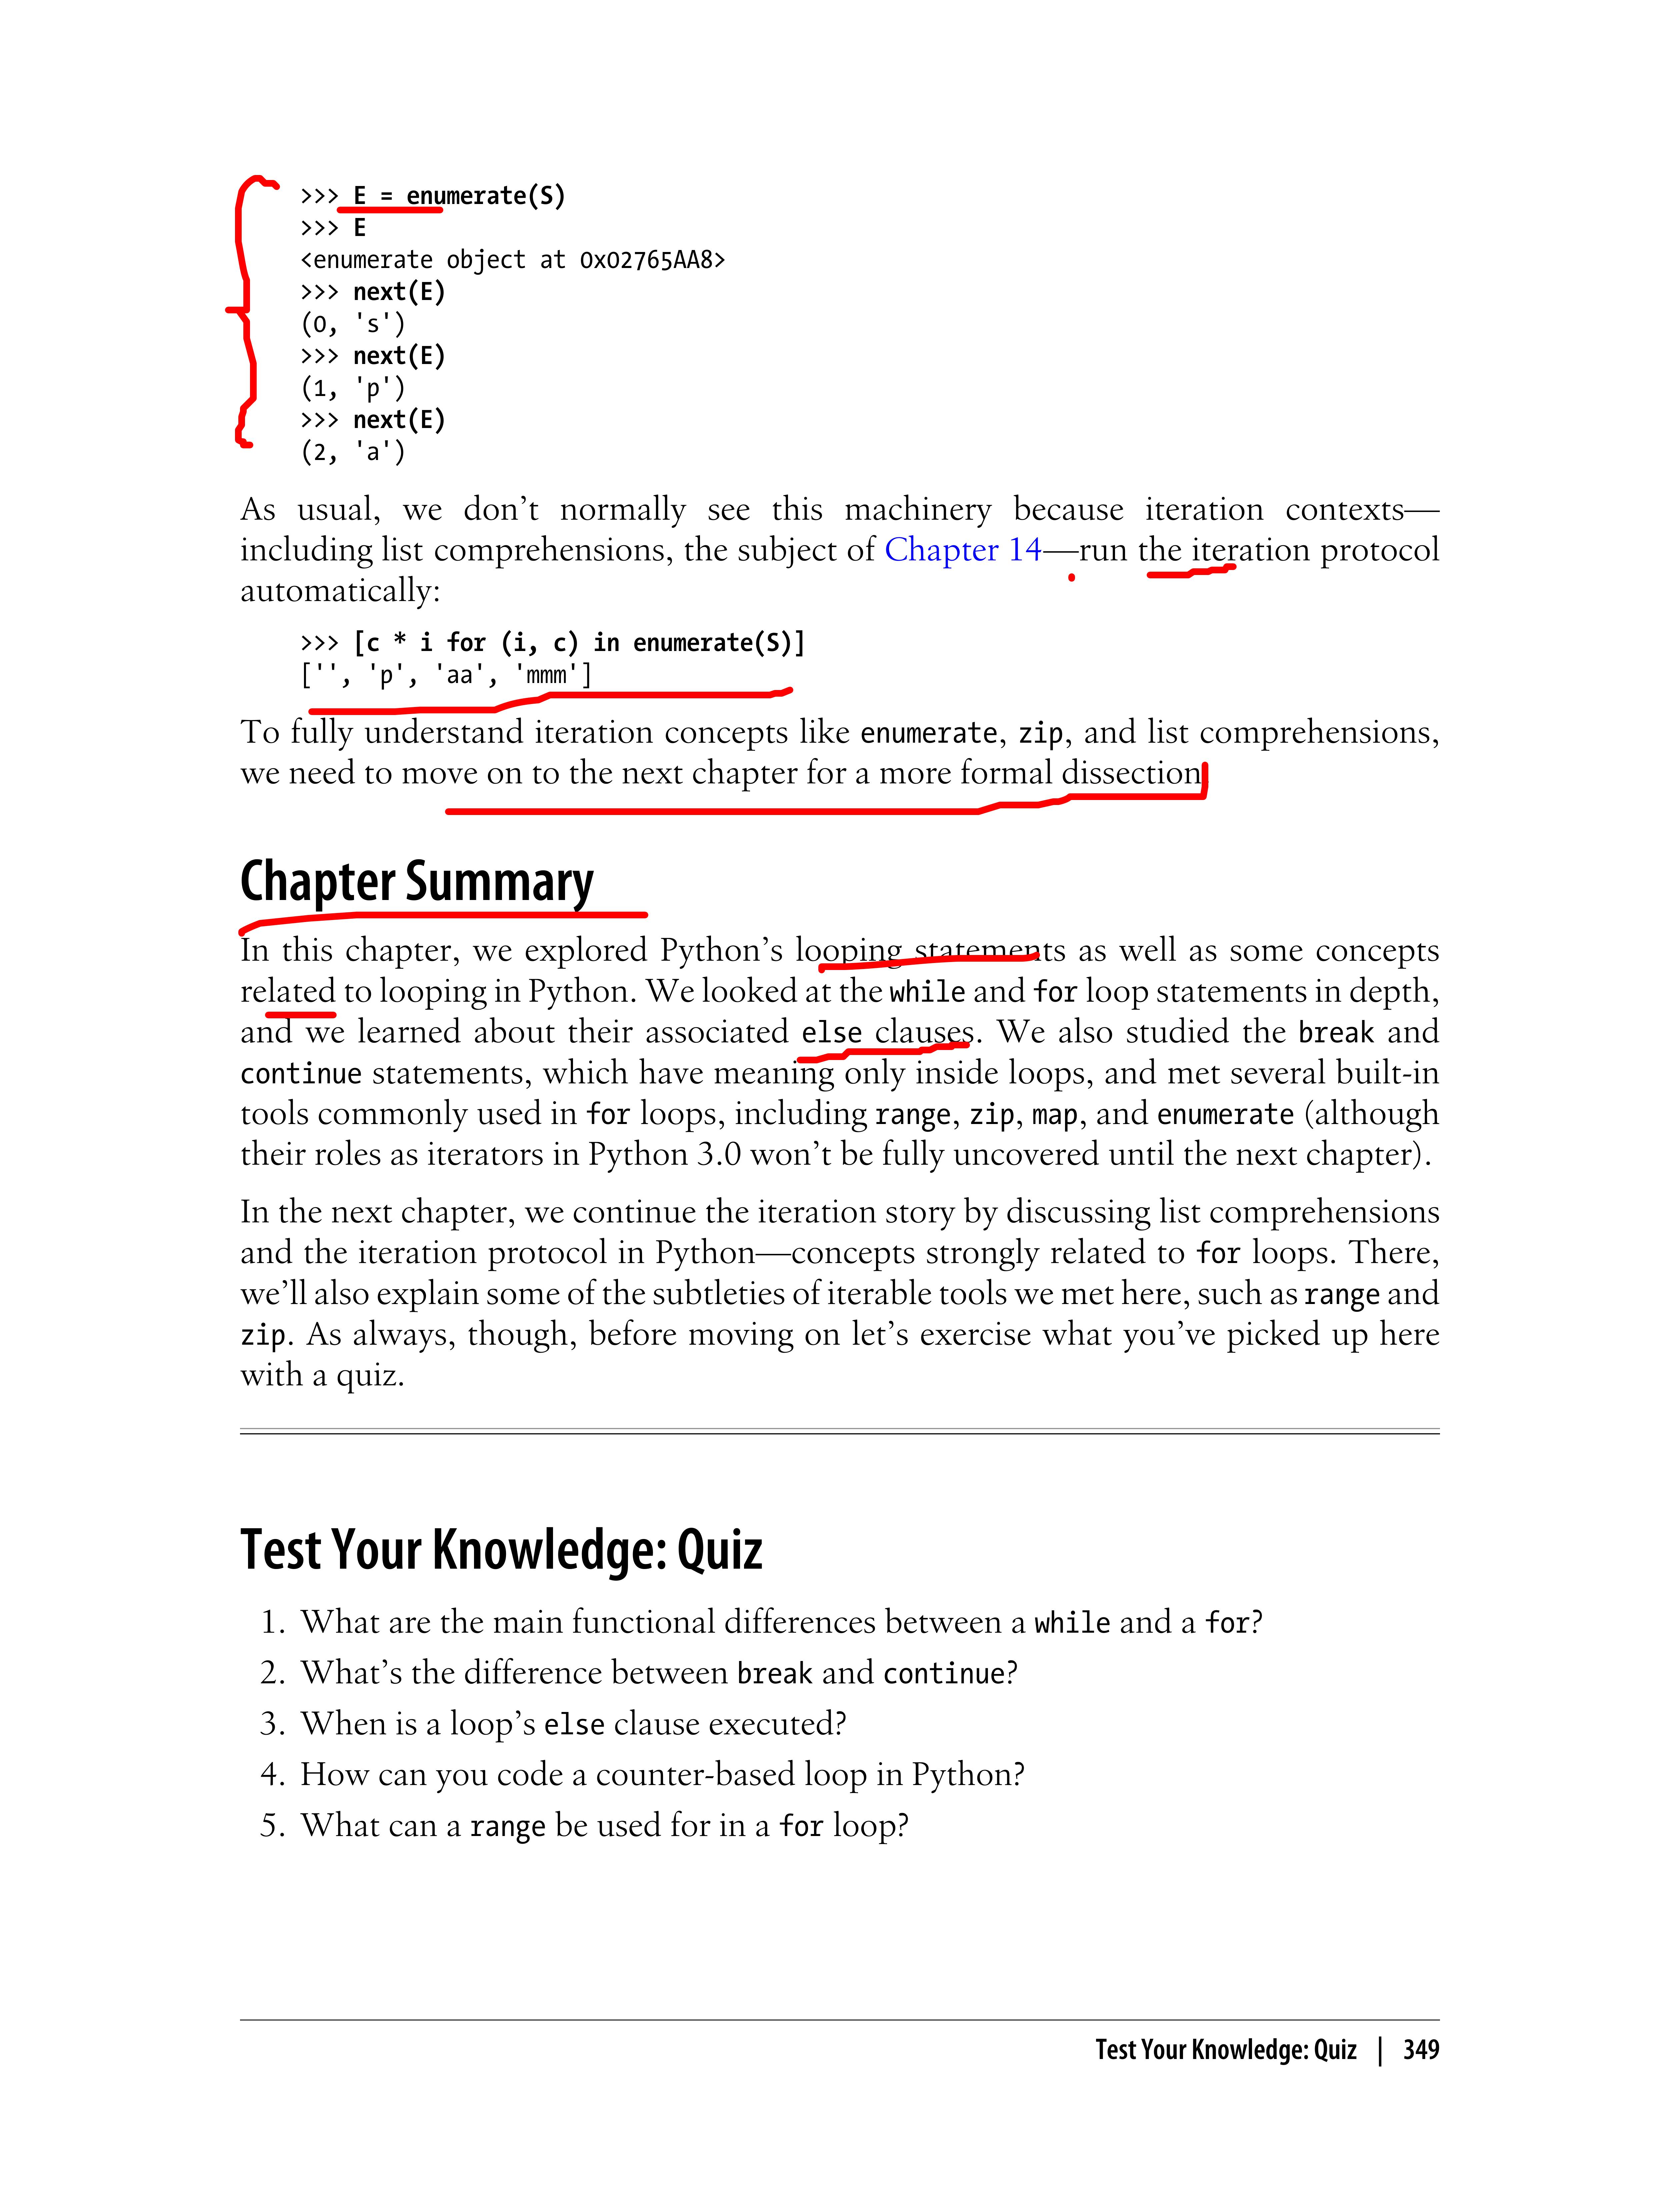 >>> E = enumerate(S)
>>> E
<enumerate object at 0x02765AA8>
>>> next(E)
(0, 's')
>>> next(E)
(1, 'p')
>>> next(E)
(2, 'a')
As usual, we don’t normally see this machinery because iteration contexts—
including list comprehensions, the subject of Chapter 14—run the iteration protocol
automatically:
>>> [c * i for (i, c) in enumerate(S)]
['', 'p', 'aa', 'mmm']
To fully understand iteration concepts like enumerate, zip, and list comprehensions,
we need to move on to the next chapter for a more formal dissection
Chapter Summary
In this chapter, we explored Python’s looping statements as well as some concepts
related to looping in Python. We looked at the while and for loop statements in depth,
and we learned about their associated else clauses. We also studied the break and
continue statements, which have meaning only inside loops, and met several built-in
tools commonly used in for loops, including range, zip, map, and enumerate (although
their roles as iterators in Python 3.0 won’t be fully uncovered until the next chapter).
In the next chapter, we continue the iteration story by discussing list comprehensions
and the iteration protocol in Python—concepts strongly related to for loops. There,
we’ll also explain some of the subtleties of iterable tools we met here, such as range and
zip. As always, though, before moving on let’s exercise what you’ve picked up here
with a quiz.
Test Your Knowledge: Quiz
1. What are the main functional differences between a while and a for?
2. What’s the difference between break and continue?
3. When is a loop’s else clause executed?
4. How can you code a counter-based loop in Python?
5. What can a range be used for in a for loop?
Test Your Knowledge: Quiz | 349